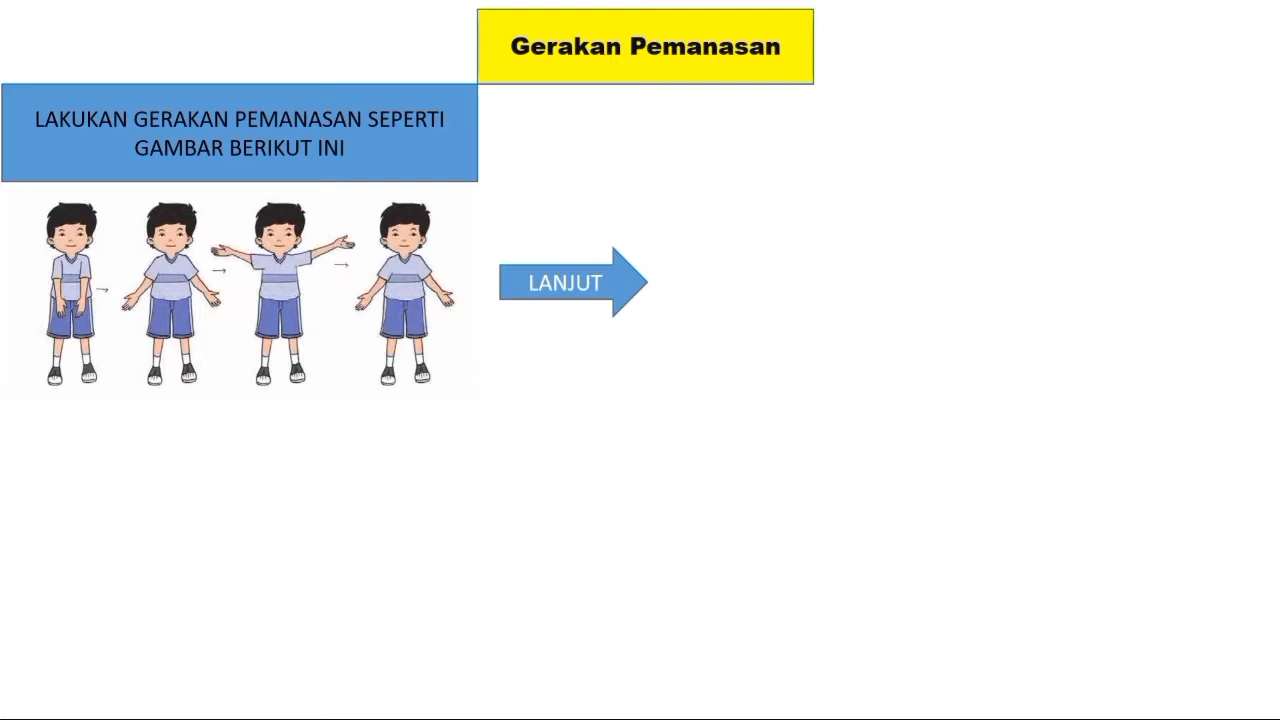 Gerakan Pemanasan
LAKUKAN GERAKAN PEMANASAN SEPERTI
GAMBAR BERIKUT INI
LANJUT